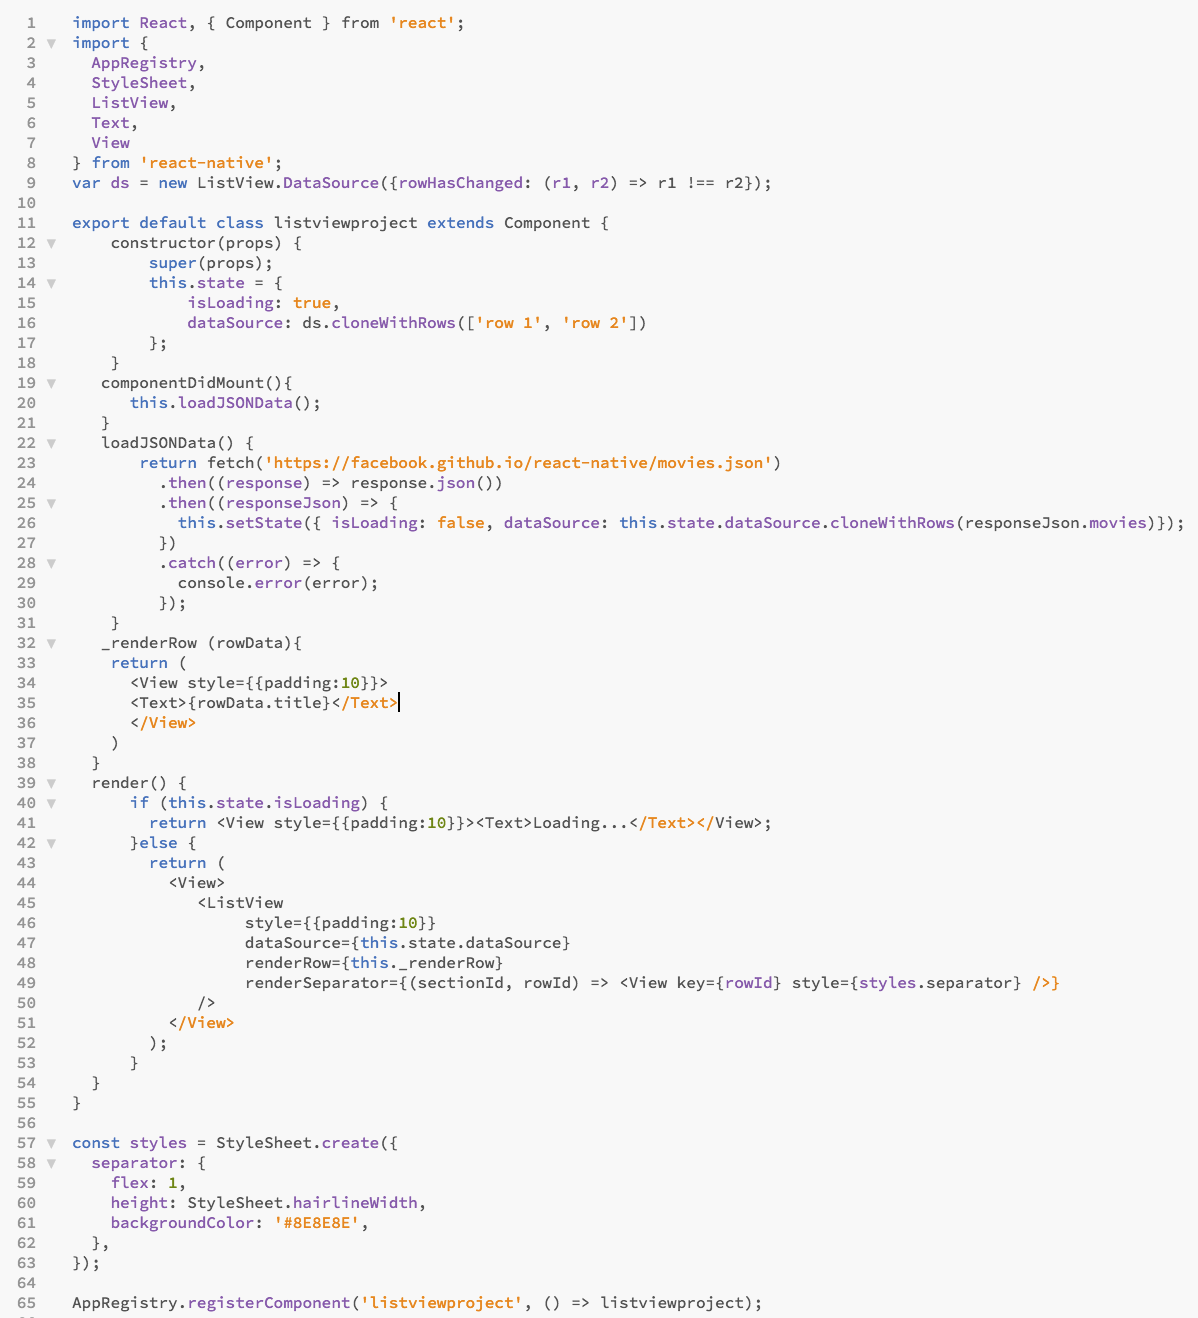 1 import React, { Component } from 'react';
2 ▼ import {
3 AppRegistry,
4 StyleSheet,
5 ListView,
6 Text,
7 View
8 } from 'react-native';
9 var ds = new ListView.DataSource({rowHasChanged: (r1, r2) => r1 !== r2});
10
11 export default class listviewproject extends Component {
12 ▼ constructor(props) {
13 super(props);
14 ▼ this.state = {
15 isLoading: true,
16 dataSource: ds.cloneWithRows(['row 1', 'row 2'])
17 };
18 }
19 ▼ componentDidMount(){
20 this.loadJSONData();
21 }
22 ▼ loadJSONData() {
23 return fetch('https://facebook.github.io/react-native/movies.json')
24 .then((response) => response.json())
25 ▼ .then((responseJson) => {
26 this.setState({ isLoading: false, dataSource: this.state.dataSource.cloneWithRows(responseJson.movies)});
27 })
28 ▼ .catch((error) => {
29 console.error(error);
30 });
31 }
32 ▼ _renderRow (rowData){
33 return (
34 <View style={{padding:10}}>
35 <Text>{rowData.title}</Text>
36 </View>
37 )
38 }
39 ▼ render() {
40 ▼ if (this.state.isLoading) {
41 return <View style={{padding:10}}><Text>Loading...</Text></View>;
42 ▼ }else {
43 return (
44 <View>
45 <ListView
46 style={{padding:10}}
47 dataSource={this.state.dataSource}
48 renderRow={this._renderRow}
49 renderSeparator={(sectionId, rowId) => <View key={rowId} style={styles.separator} />}
50 />
51 </View>
52 );
53 }
54 }
55 }
56
57 ▼ const styles = StyleSheet.create({
58 ▼ separator: {
59 flex: 1,
60 height: StyleSheet.hairlineWidth,
61 backgroundColor: '#8E8E8E',
62 },
63 });
64
65 AppRegistry.registerComponent('listviewproject', () => listviewproject);